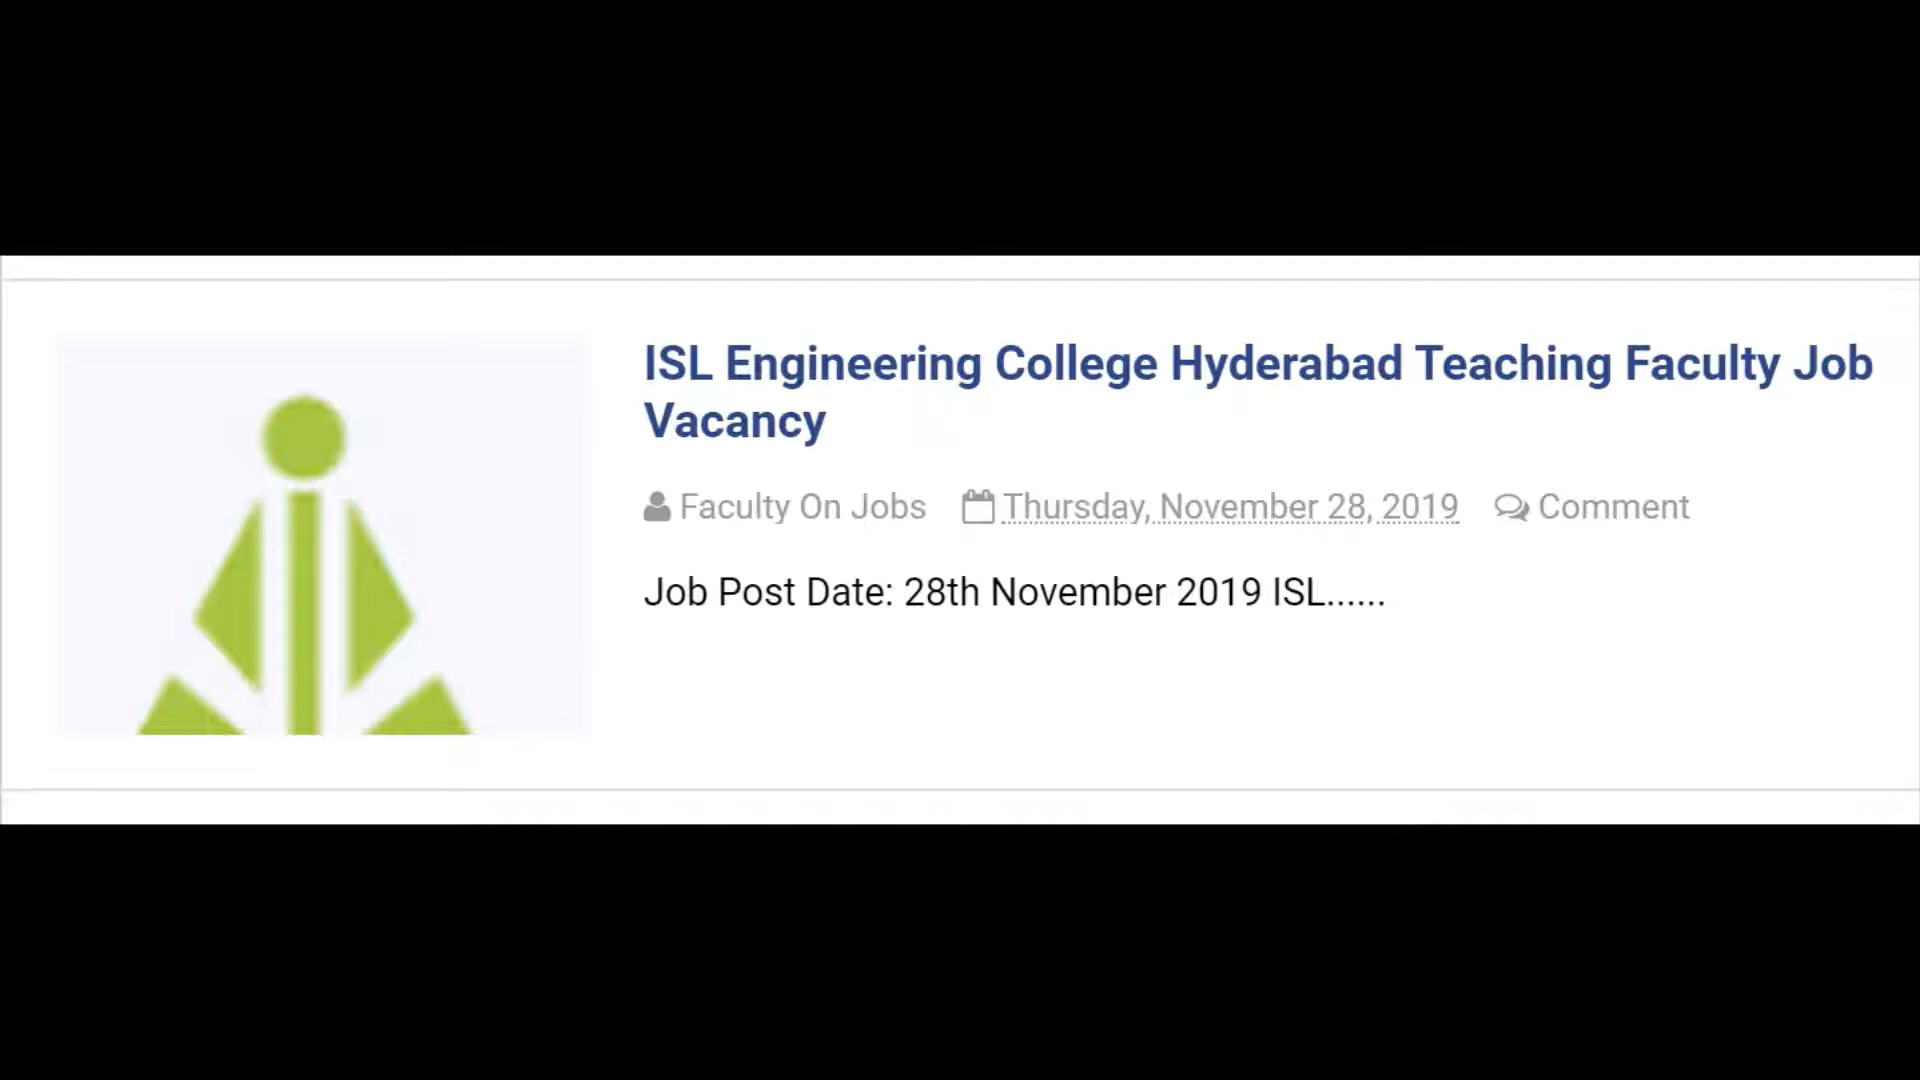 ISL Engineering College Hyderabad Teaching Faculty Job
Vacancy
Faculty On Jobs Thursday, November 28, 2019 Comment
Job Post Date: 28th November 2019 ISL......